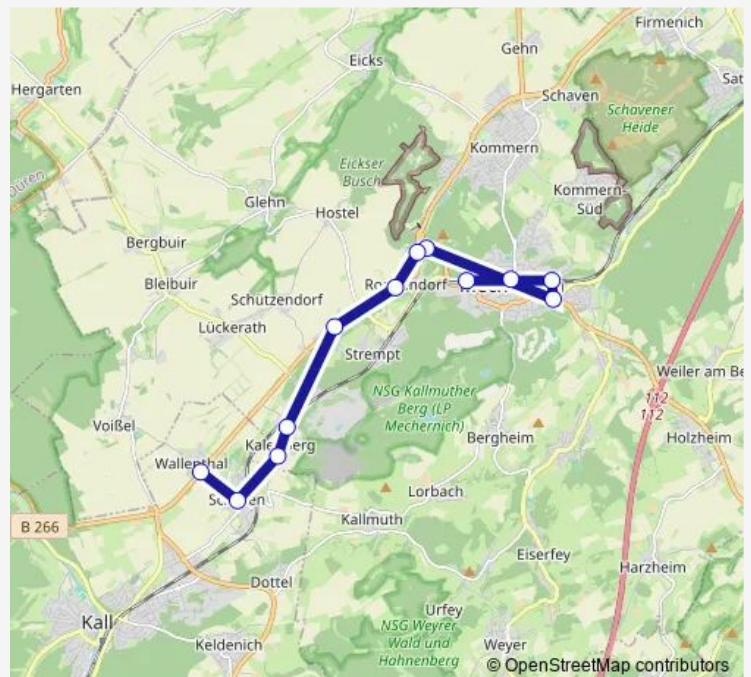 Firmenich
Gehn
Eicks
Hergarten
Sat
Schaven
Schavener
Heide
Kommern
Eickser
Busch
Düren
Kommern-
Süd
Glehn
Hostel
Bergbuir
Bleibuir
Schützendorf
Lückerath
Strempt
Weiler am Be
NSG Kallmuther
Berg (LP
Mechernich)
112
112
Voißel
Bergheim
Holzheim
Wallenthal
Lorbach
B 266
Kallmuth
Eiserfey
Harzheim
Dottel
Kall
Urfey
NSG Weyrer
Wald und
Hahnenberg
Keldenich
Weyer
© OpenStreetMap contributors